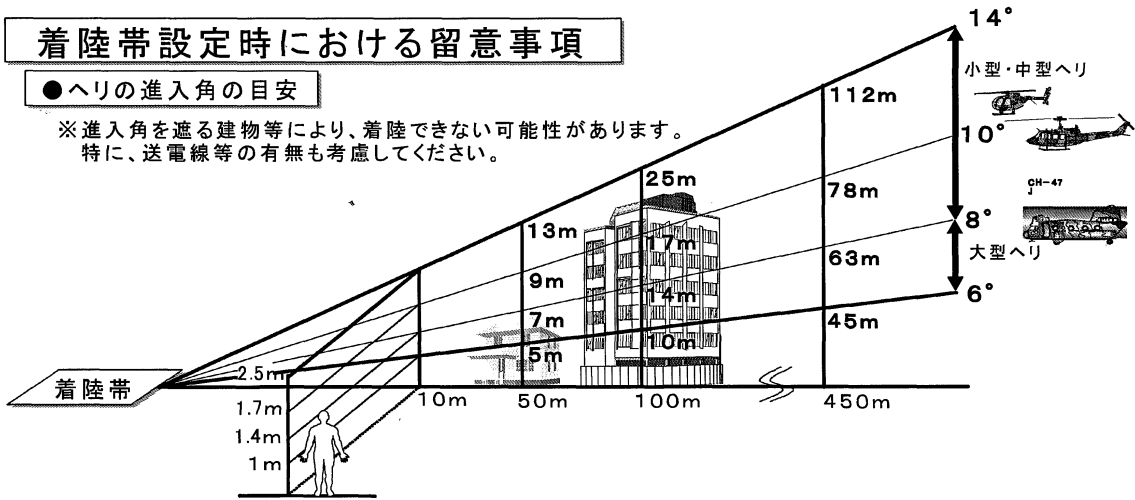 着陸帯設定時における留意事項
●ヘリの進入角の目安
※進入角を遮る建物等により、着陸できない可能性があります。
特に、送電線等の有無も考慮してください。
14°
小型・中型ヘリ
10°
CH-47
J
8°
大型ヘリ
6°
112m
78m
63m
45m
25m
17m
14m
10m
13m
9m
7m
5m
2.5m
1.7m
1.4m
1m
着陸帯
10m
50m
100m
450m